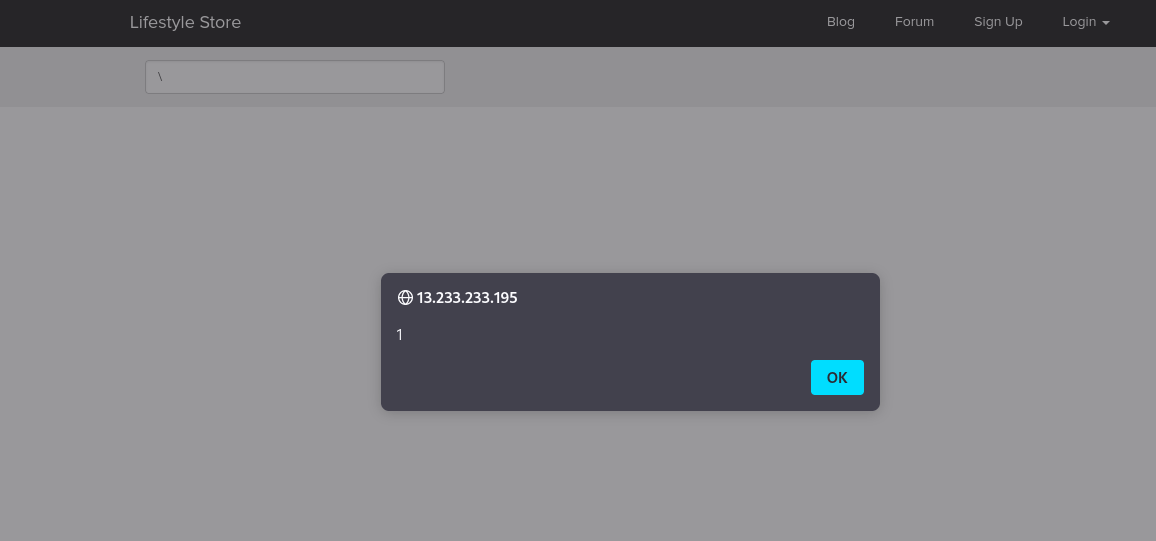 Lifestyle Store
Blog
Forum
Sign Up
Login
\
13.233.233.195
1
OK